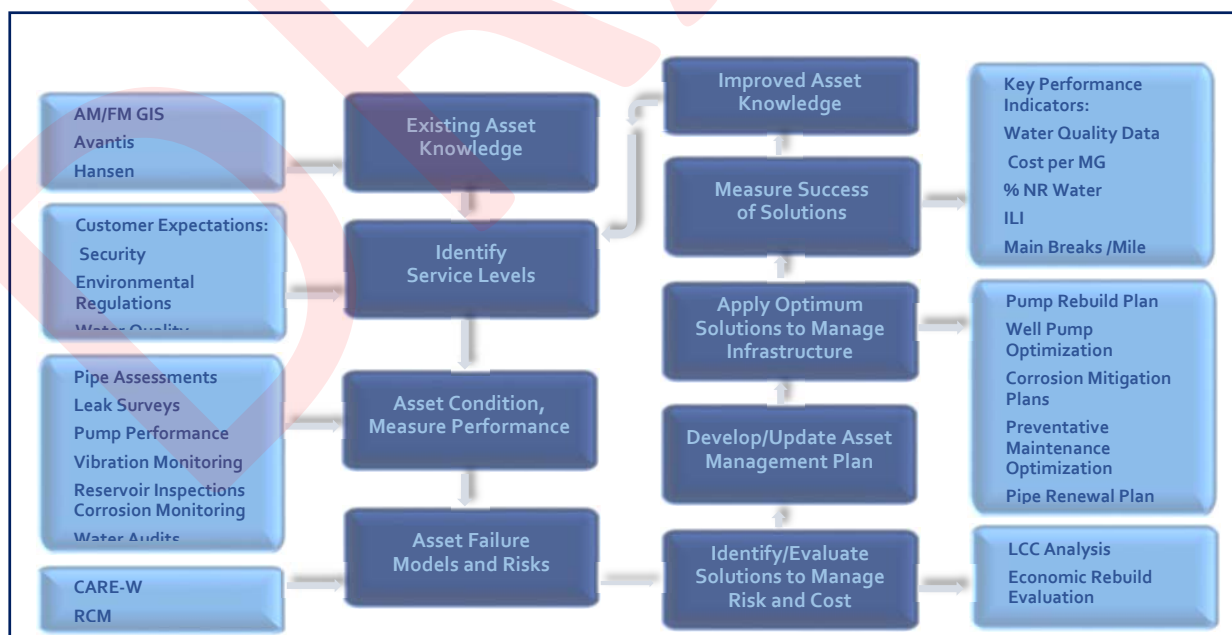 AM/FM GIS
Avantis
Hansen
Existing Asset
Knowledge
Improved Asset
Knowledge
Key Performance
Indicators:
Water Quality Data
Cost per MG
% NR Water
ILI
Main Breaks /Mile
Customer Expectations:
Security
Environmental
Regulations
Water Quality
Identify
Service Levels
Measure Success
of Solutions
Pipe Assessments
Leak Surveys
Pump Performance
Vibration Monitoring
Reservoir Inspections
Corrosion Monitoring
Water Audits
Asset Condition,
Measure Performance
Apply Optimum
Solutions to Manage
Infrastructure
Pump Rebuild Plan
Well Pump
Optimization
Corrosion Mitigation
Plans
Preventative
Maintenance
Optimization
Pipe Renewal Plan
Develop/Update Asset
Management Plan
CARE-W
RCM
Asset Failure
Models and Risks
Identify/Evaluate
Solutions to Manage
Risk and Cost
LCC Analysis
Economic Rebuild
Evaluation